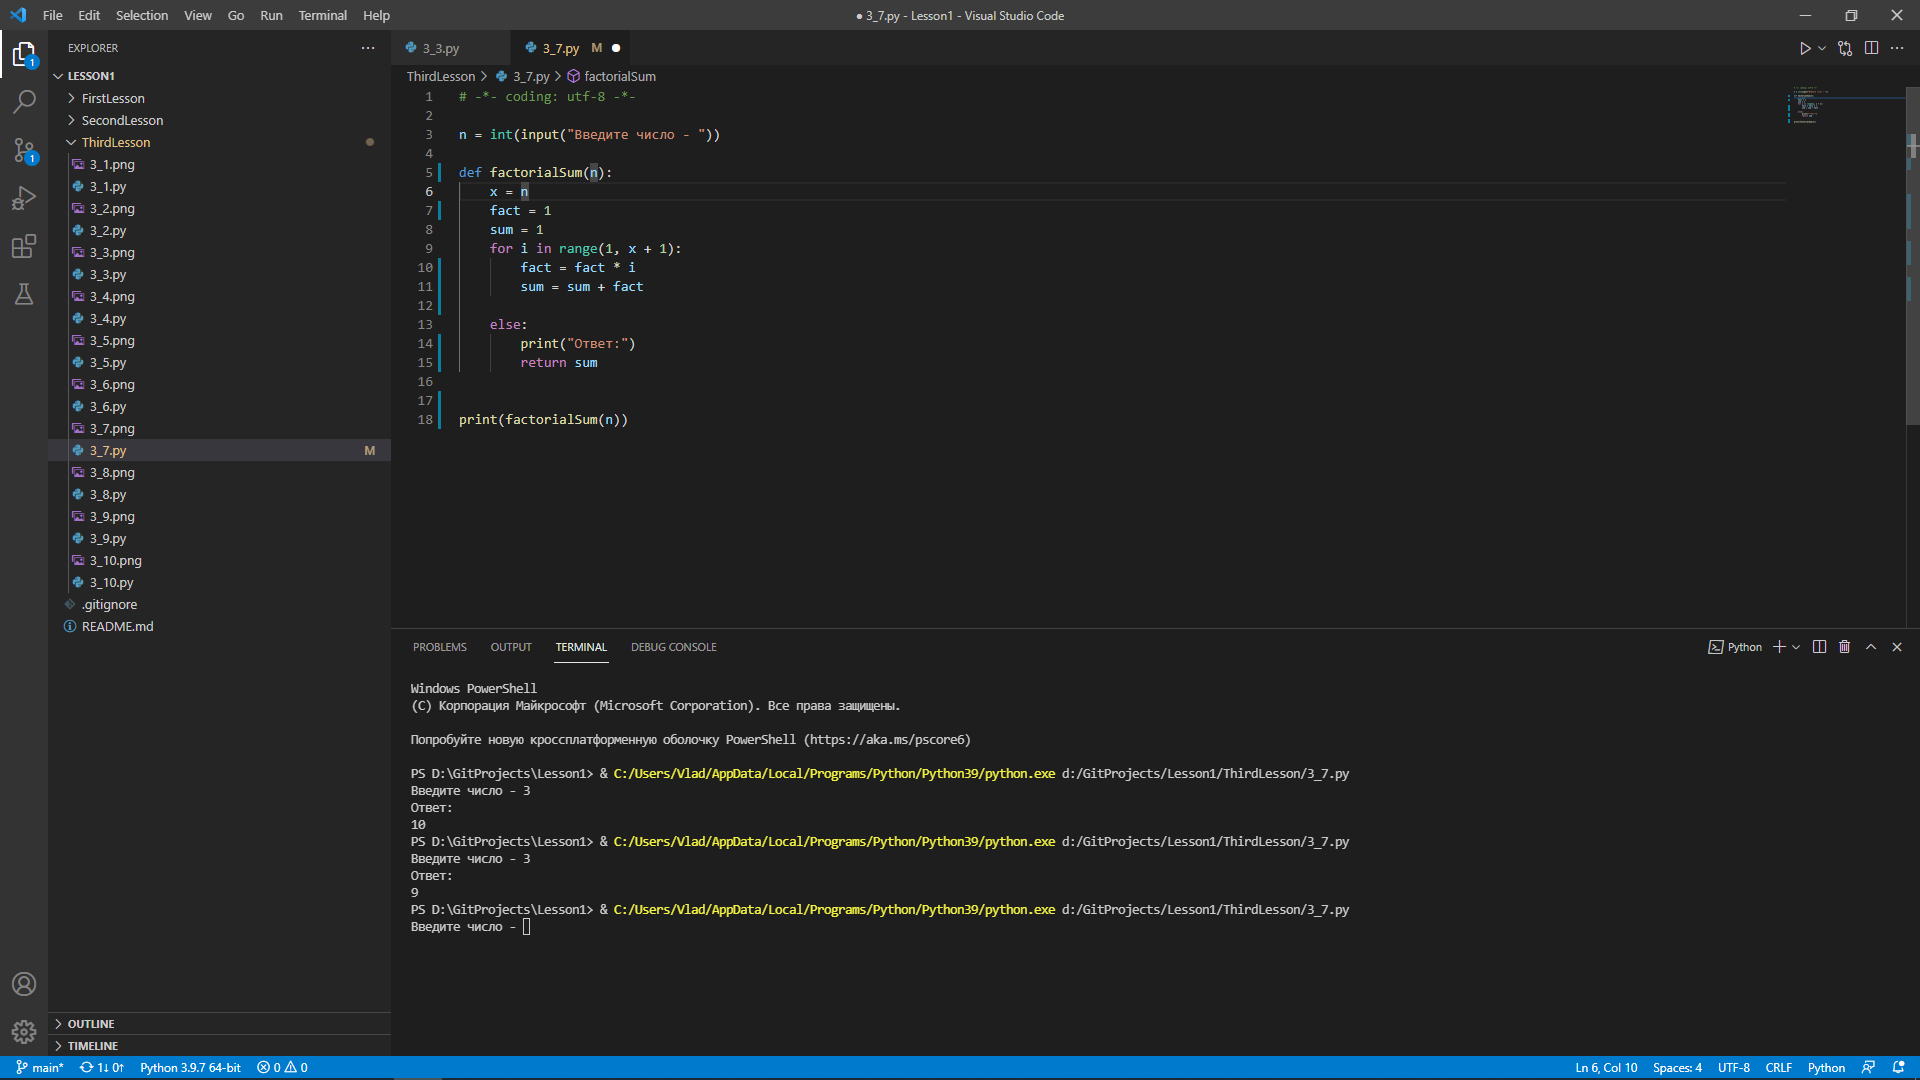 File Edit Selection View Go Run Terminal Help
● 3_7.py - Lesson1 - Visual Studio Code
EXPLORER
LESSON1
FirstLesson
SecondLesson
ThirdLesson
3_1.png
3_1.py
3_2.png
3_2.py
3_3.png
3_3.py
3_4.png
3_4.py
3_5.png
3_5.py
3_6.png
3_6.py
3_7.png
3_7.py M
3_8.png
3_8.py
3_9.png
3_9.py
3_10.png
3_10.py
.gitignore
README.md
OUTLINE
TIMELINE
1
1
3_3.py
3_7.py M
ThirdLesson > 3_7.py > factorialSum
1 # -*- coding: utf-8 -*-
2
3 n = int(input("Введите число - "))
4
5 def factorialSum(n):
6     x = n
7     fact = 1
8     sum = 1
9     for i in range(1, x + 1):
10         fact = fact * i
11         sum = sum + fact
12
13     else:
14         print("Ответ:")
15         return sum
16
17
18 print(factorialSum(n))
PROBLEMS OUTPUT TERMINAL DEBUG CONSOLE
Python
Windows PowerShell
(C) Корпорация Майкрософт (Microsoft Corporation). Все права защищены.
Попробуйте новую кроссплатформенную оболочку PowerShell (https://aka.ms/pscore6)
PS D:\GitProjects\Lesson1> & C:/Users/Vlad/AppData/Local/Programs/Python/Python39/python.exe d:/GitProjects/Lesson1/ThirdLesson/3_7.py
Введите число - 3
Ответ:
10
PS D:\GitProjects\Lesson1> & C:/Users/Vlad/AppData/Local/Programs/Python/Python39/python.exe d:/GitProjects/Lesson1/ThirdLesson/3_7.py
Введите число - 3
Ответ:
9
PS D:\GitProjects\Lesson1> & C:/Users/Vlad/AppData/Local/Programs/Python/Python39/python.exe d:/GitProjects/Lesson1/ThirdLesson/3_7.py
Введите число -
main* 1↓ 0↑ Python 3.9.7 64-bit 0 0
Ln 6, Col 10 Spaces: 4 UTF-8 CRLF Python